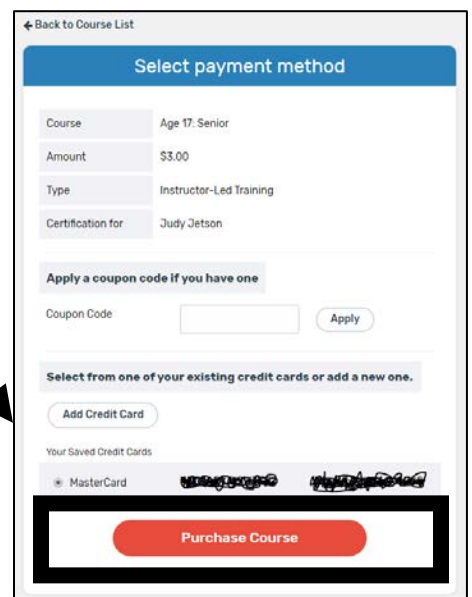 Back to Course List
Select payment method
Course Age 17: Senior
Amount $3.00
Type Instructor-Led Training
Certification for Judy Jetson
Apply a coupon code if you have one
Coupon Code Apply
Select from one of your existing credit cards or add a new one.
Add Credit Card
Your Saved Credit Cards
MasterCard
Purchase Course